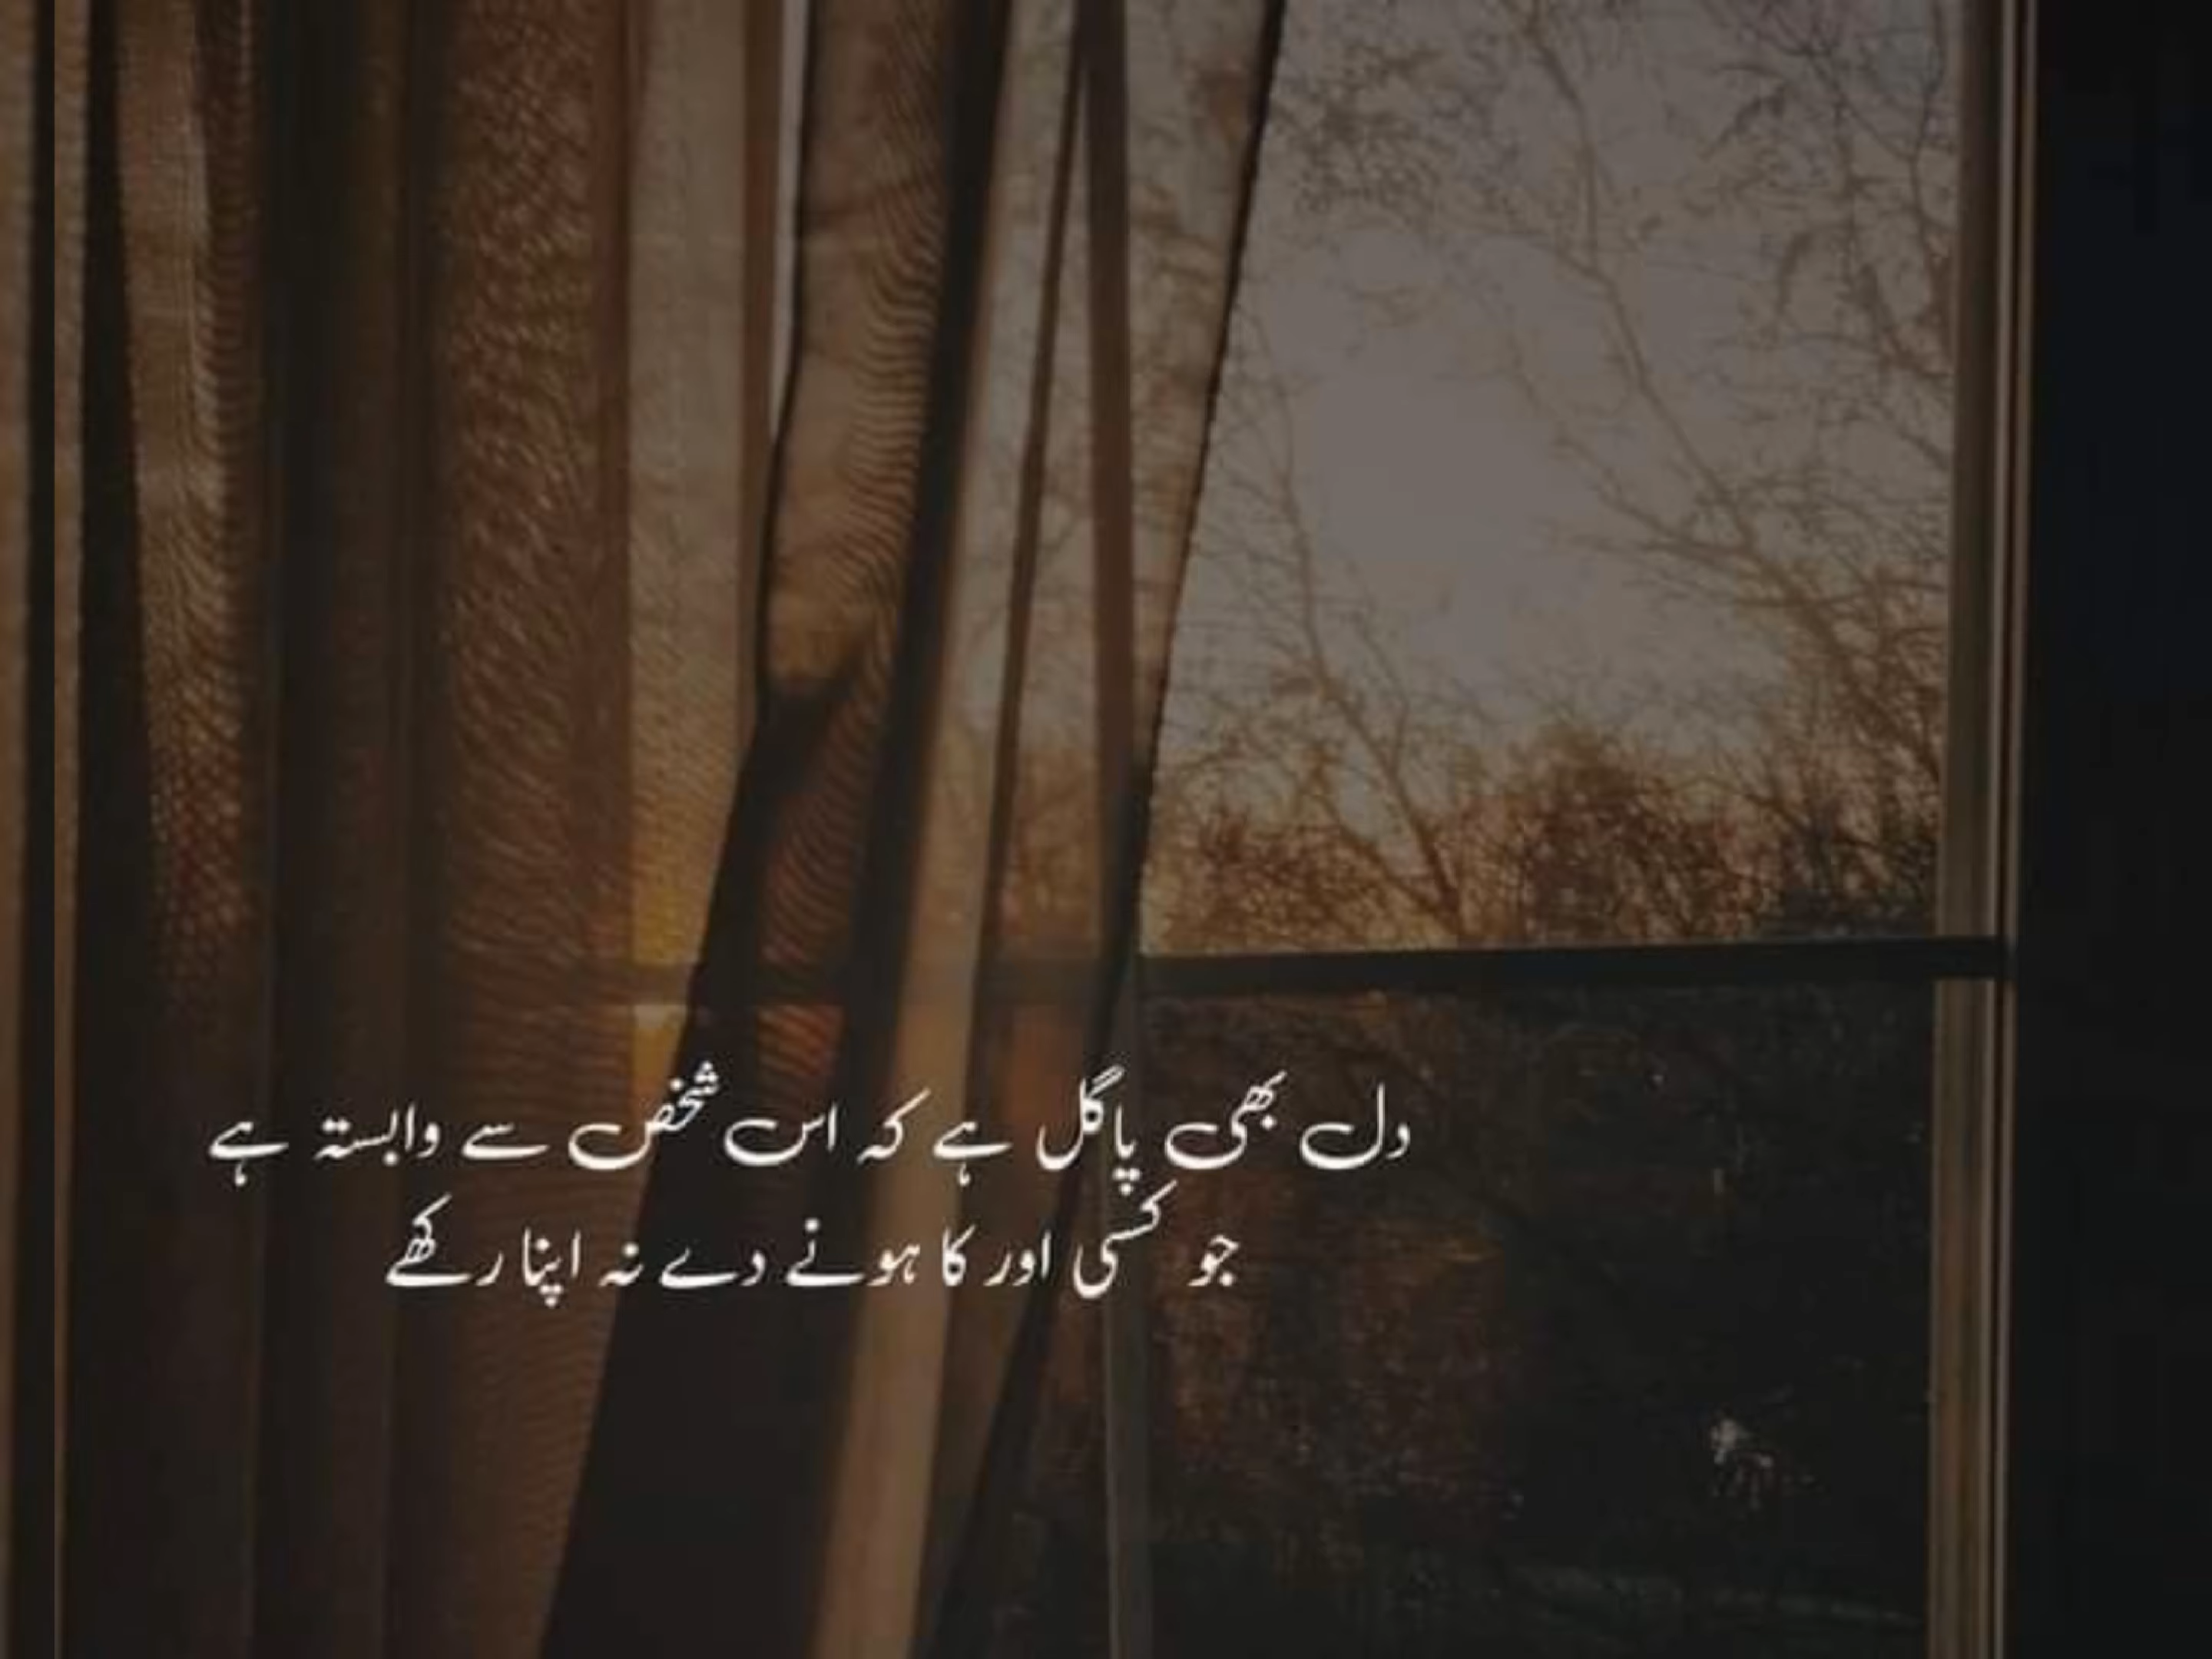 دل بھی پاگل ہے کہ اس شخص سے وابستہ ہے
جو کسی اور کا ہونے دے نہ اپنا رکھے